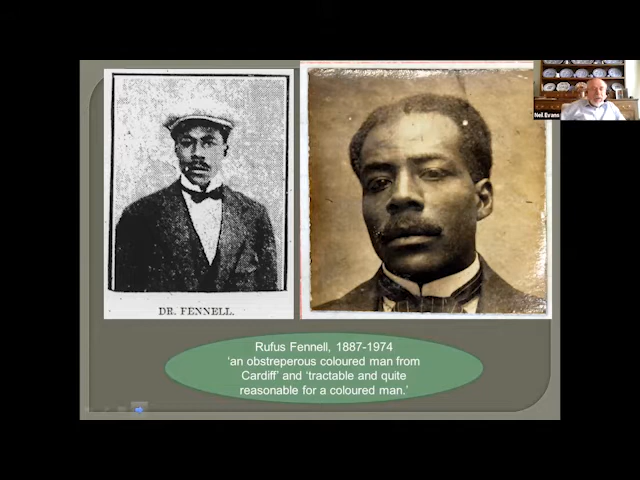 Nell Evans
DR. FENNELL.
Rufus Fennell, 1887-1974
‘an obstreperous coloured man from
Cardiff’ and ‘tractable and quite
reasonable for a coloured man.’